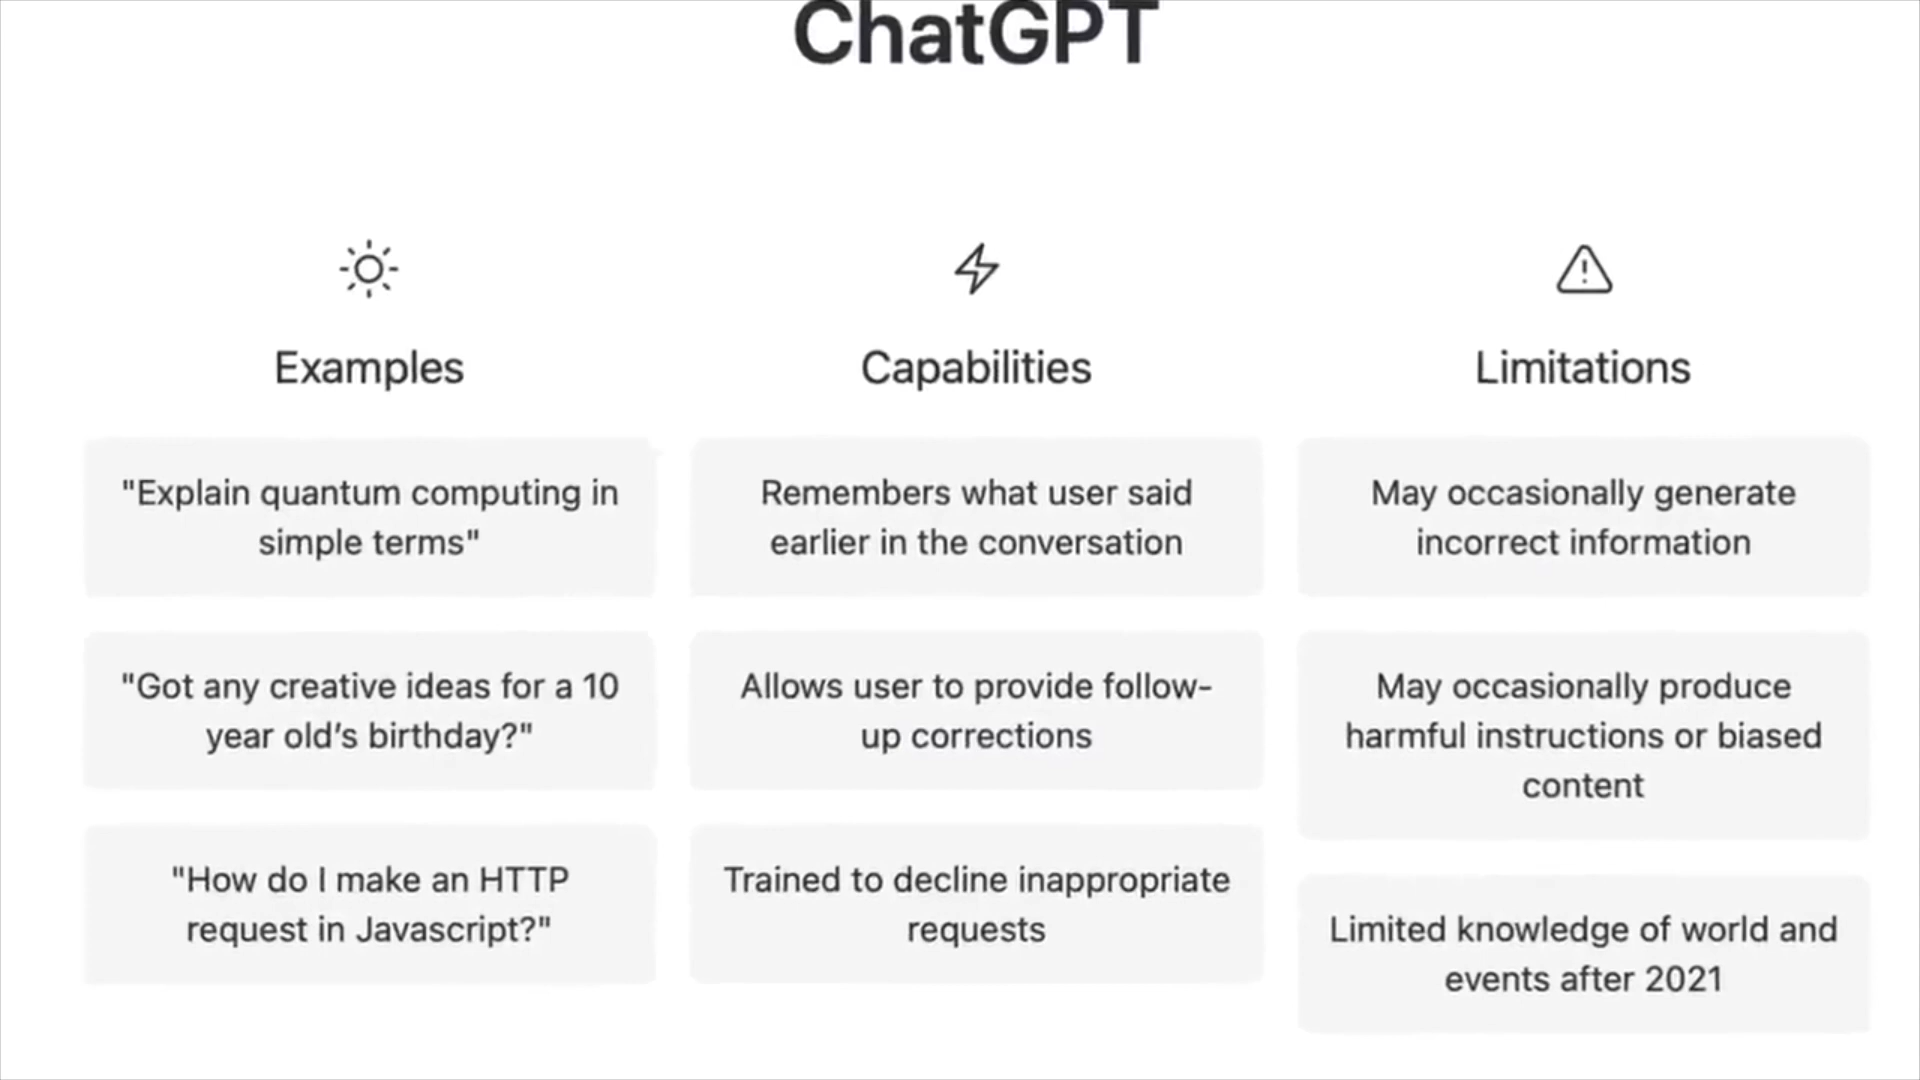 ChatGPT
Examples
"Explain quantum computing in
simple terms"
"Got any creative ideas for a 10
year old’s birthday?"
"How do I make an HTTP
request in Javascript?"
Capabilities
Remembers what user said
earlier in the conversation
Allows user to provide follow-
up corrections
Trained to decline inappropriate
requests
Limitations
May occasionally generate
incorrect information
May occasionally produce
harmful instructions or biased
content
Limited knowledge of world and
events after 2021